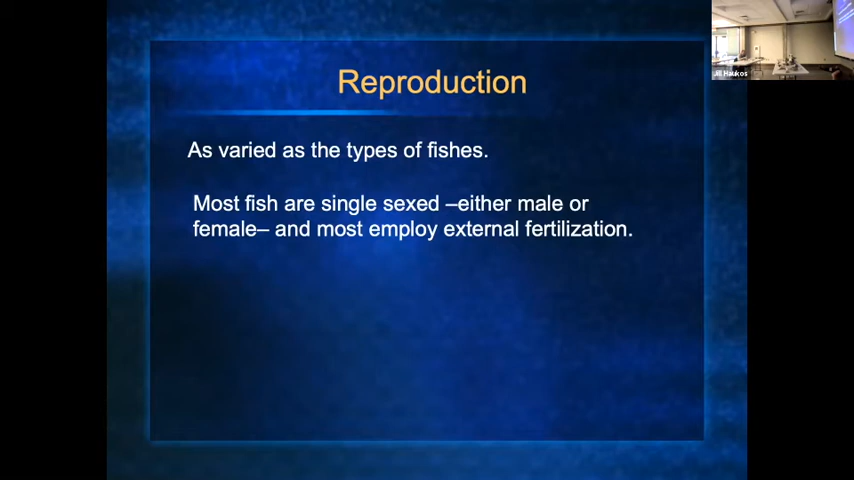 Reproduction
As varied as the types of fishes.
Most fish are single sexed –either male or
female– and most employ external fertilization.
Jill Haukos